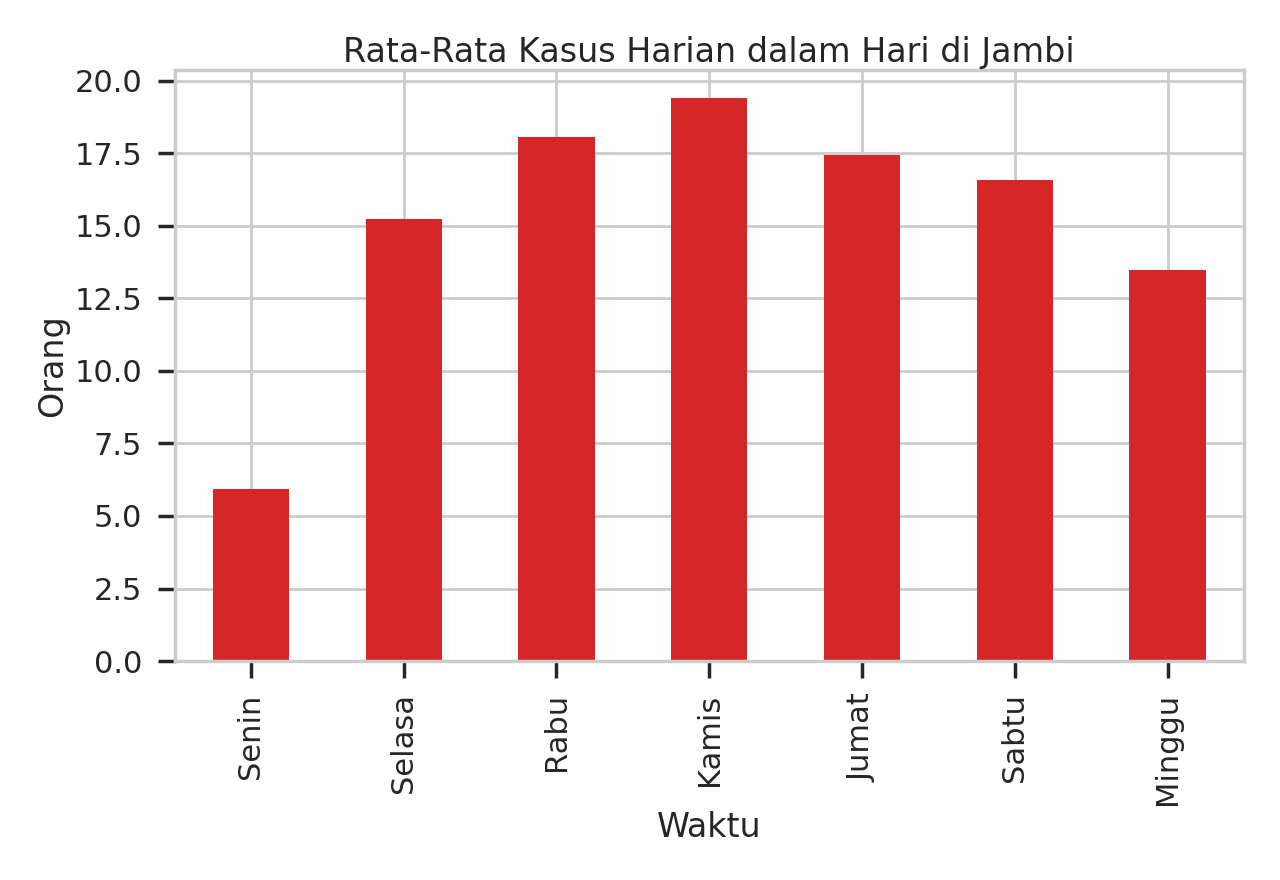 Rata-Rata Kasus Harian dalam Hari di Jambi
Orang
20.0
17.5
15.0
12.5
10.0
7.5
5.0
2.5
0.0
Senin
Selasa
Rabu
Kamis
Jumat
Sabtu
Minggu
Waktu